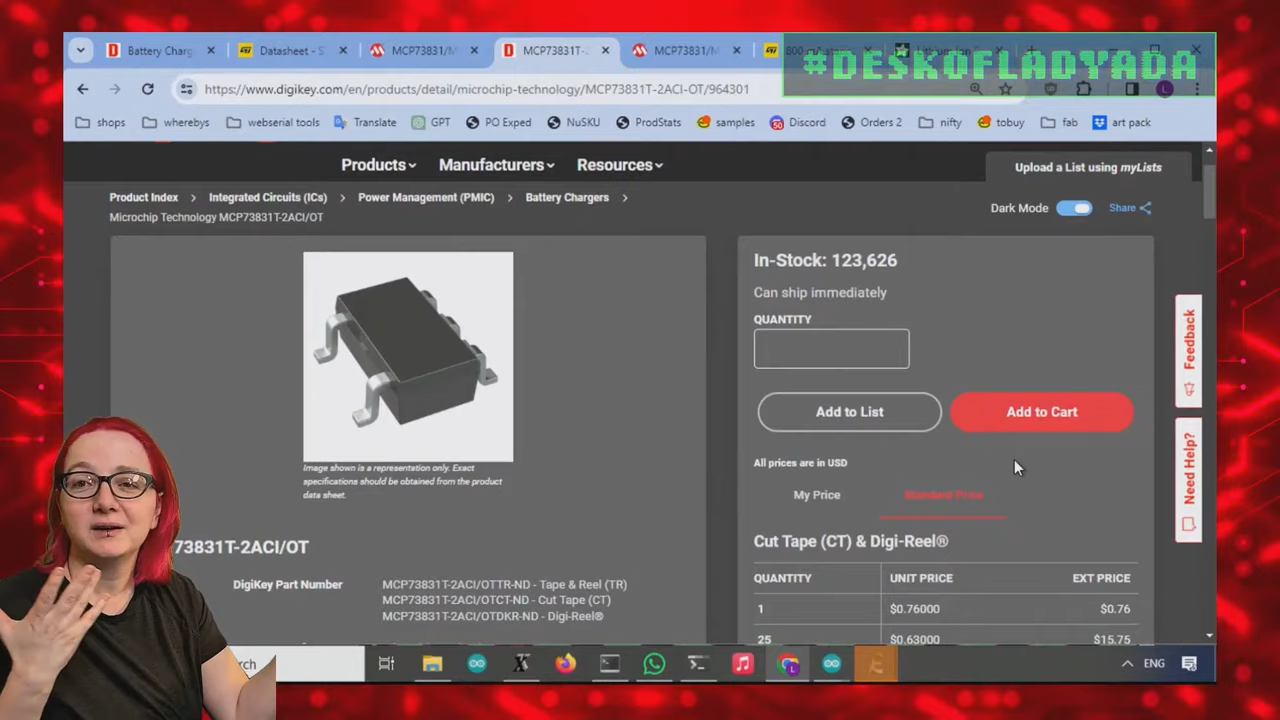 Battery Charg
Datasheet - S
MCP73831/M
MCP73831T-2
MCP73831/M
#DESKOFLADYADA
https://www.digikey.com/en/products/detail/microchip-technology/MCP73831T-2ACI-OT/964301
shops
wherebys
webserial tools
Translate
GPT
PO Exped
NuSKU
ProdStats
samples
Discord
Orders 2
nifty
tobuy
fab
art pack
Products
Manufacturers
Resources
Upload a List using myLists
Product Index > Integrated Circuits (ICs) > Power Management (PMIC) > Battery Chargers >
Microchip Technology MCP73831T-2ACI/OT
Dark Mode
Share
Image shown is a representation only. Exact
specifications should be obtained from the product
data sheet.
73831T-2ACI/OT
DigiKey Part Number
MCP73831T-2ACI/OTTR-ND - Tape & Reel (TR)
MCP73831T-2ACI/OTCT-ND - Cut Tape (CT)
MCP73831T-2ACI/OTDKR-ND - Digi-Reel®
In-Stock: 123,626
Can ship immediately
QUANTITY
Add to List
Add to Cart
All prices are in USD
My Price
Standard Price
Cut Tape (CT) & Digi-Reel®
QUANTITY UNIT PRICE EXT PRICE
1 $0.76000 $0.76
25 $0.63000 $15.75
Feedback
Need Help?
rch
ENG